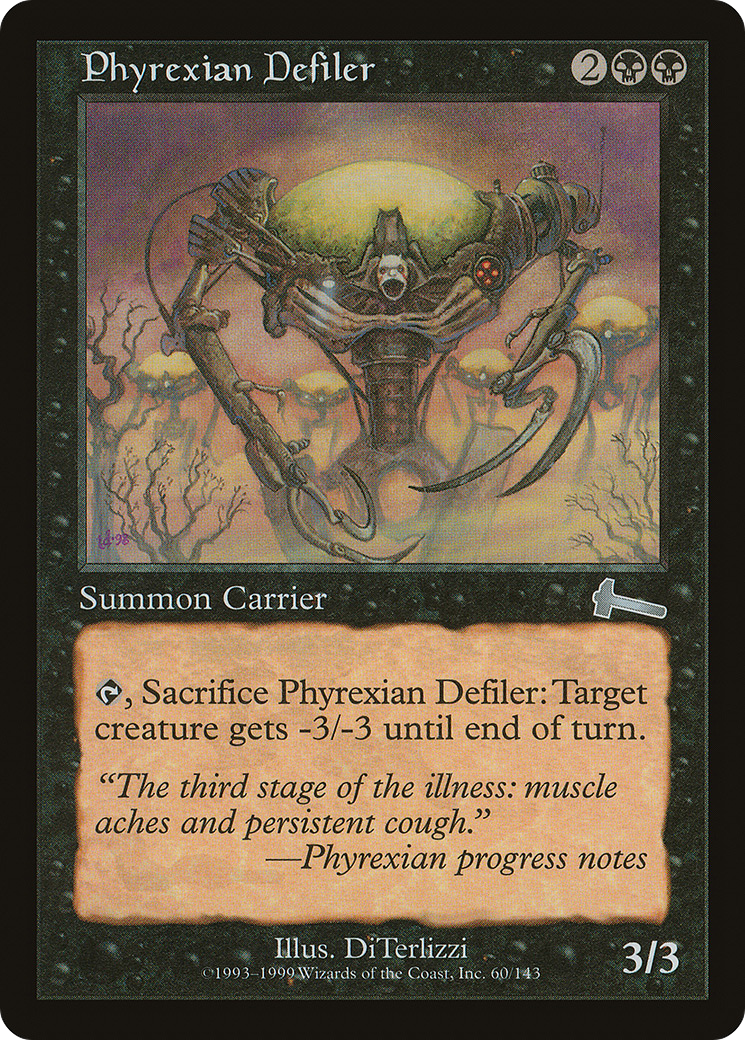 Phyrexian Defiler 2
Summon Carrier
, Sacrifice Phyrexian Defiler: Target
creature gets -3/-3 until end of turn.
“The third stage of the illness: muscle
aches and persistent cough.”
—Phyrexian progress notes
Illus. DiTerlizzi
©1993–1999 Wizards of the Coast, Inc. 60/143
3/3